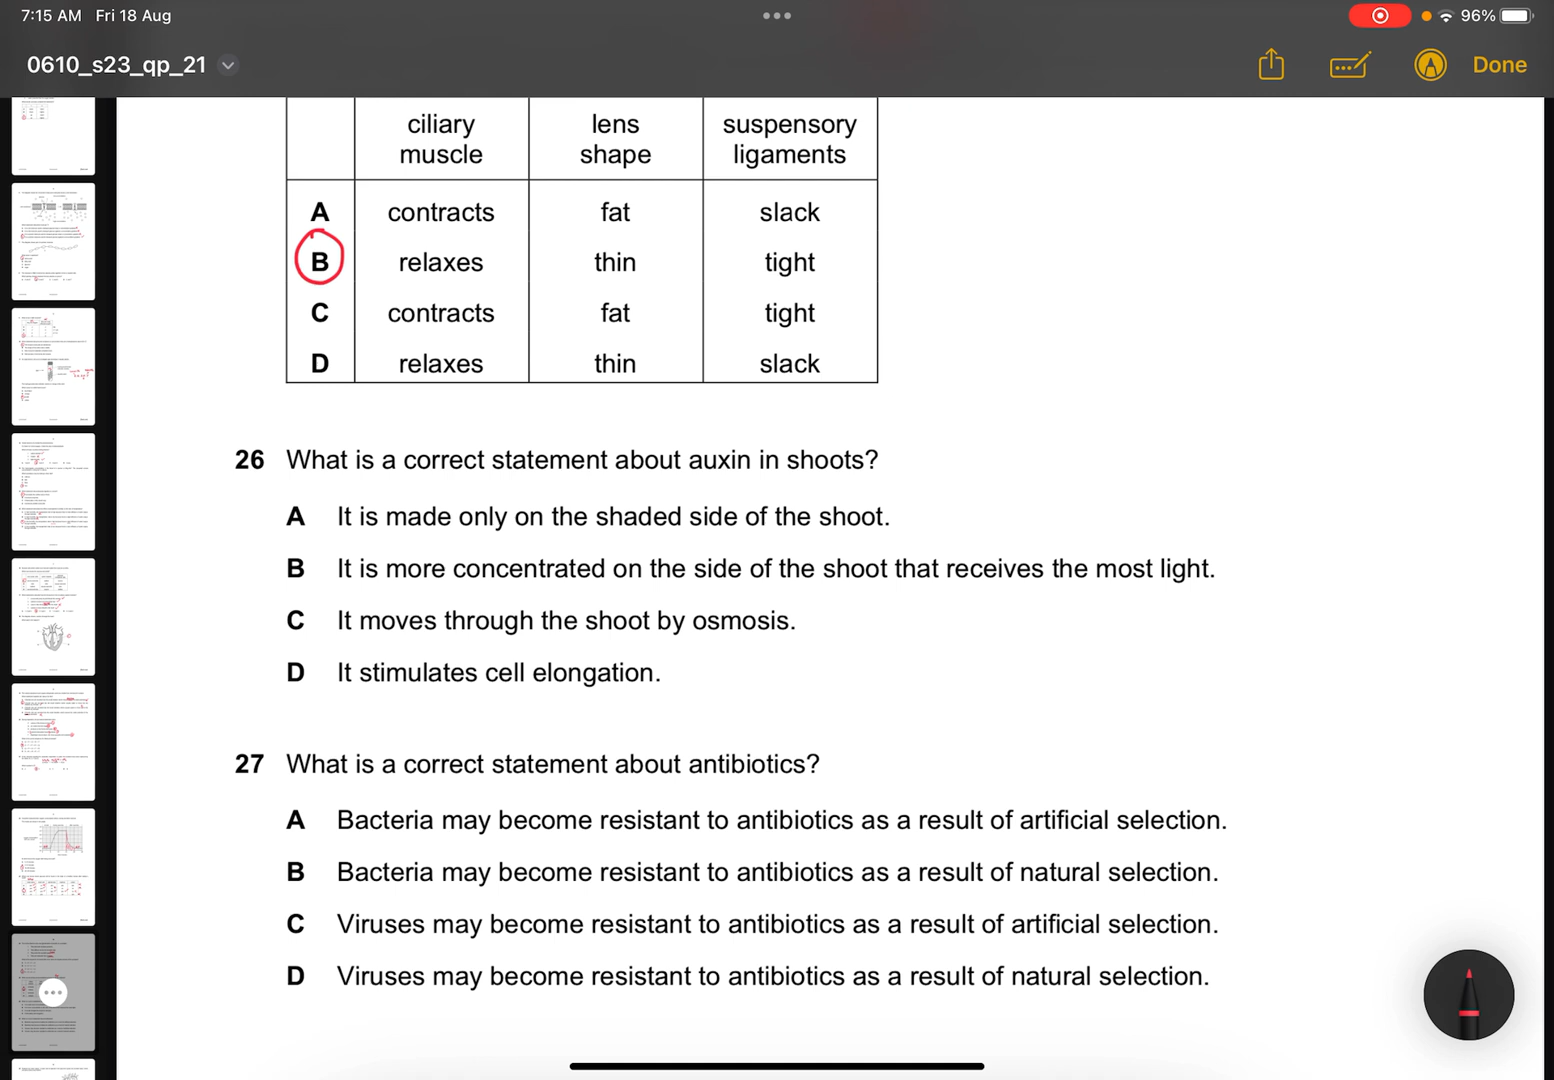 7:15 AM Fri 18 Aug
96%
0610_s23_qp_21
Done
ciliary muscle lens shape suspensory ligaments
A contracts fat slack
B relaxes thin tight
C contracts fat tight
D relaxes thin slack
26 What is a correct statement about auxin in shoots?
A It is made only on the shaded side of the shoot.
B It is more concentrated on the side of the shoot that receives the most light.
C It moves through the shoot by osmosis.
D It stimulates cell elongation.
27 What is a correct statement about antibiotics?
A Bacteria may become resistant to antibiotics as a result of artificial selection.
B Bacteria may become resistant to antibiotics as a result of natural selection.
C Viruses may become resistant to antibiotics as a result of artificial selection.
D Viruses may become resistant to antibiotics as a result of natural selection.